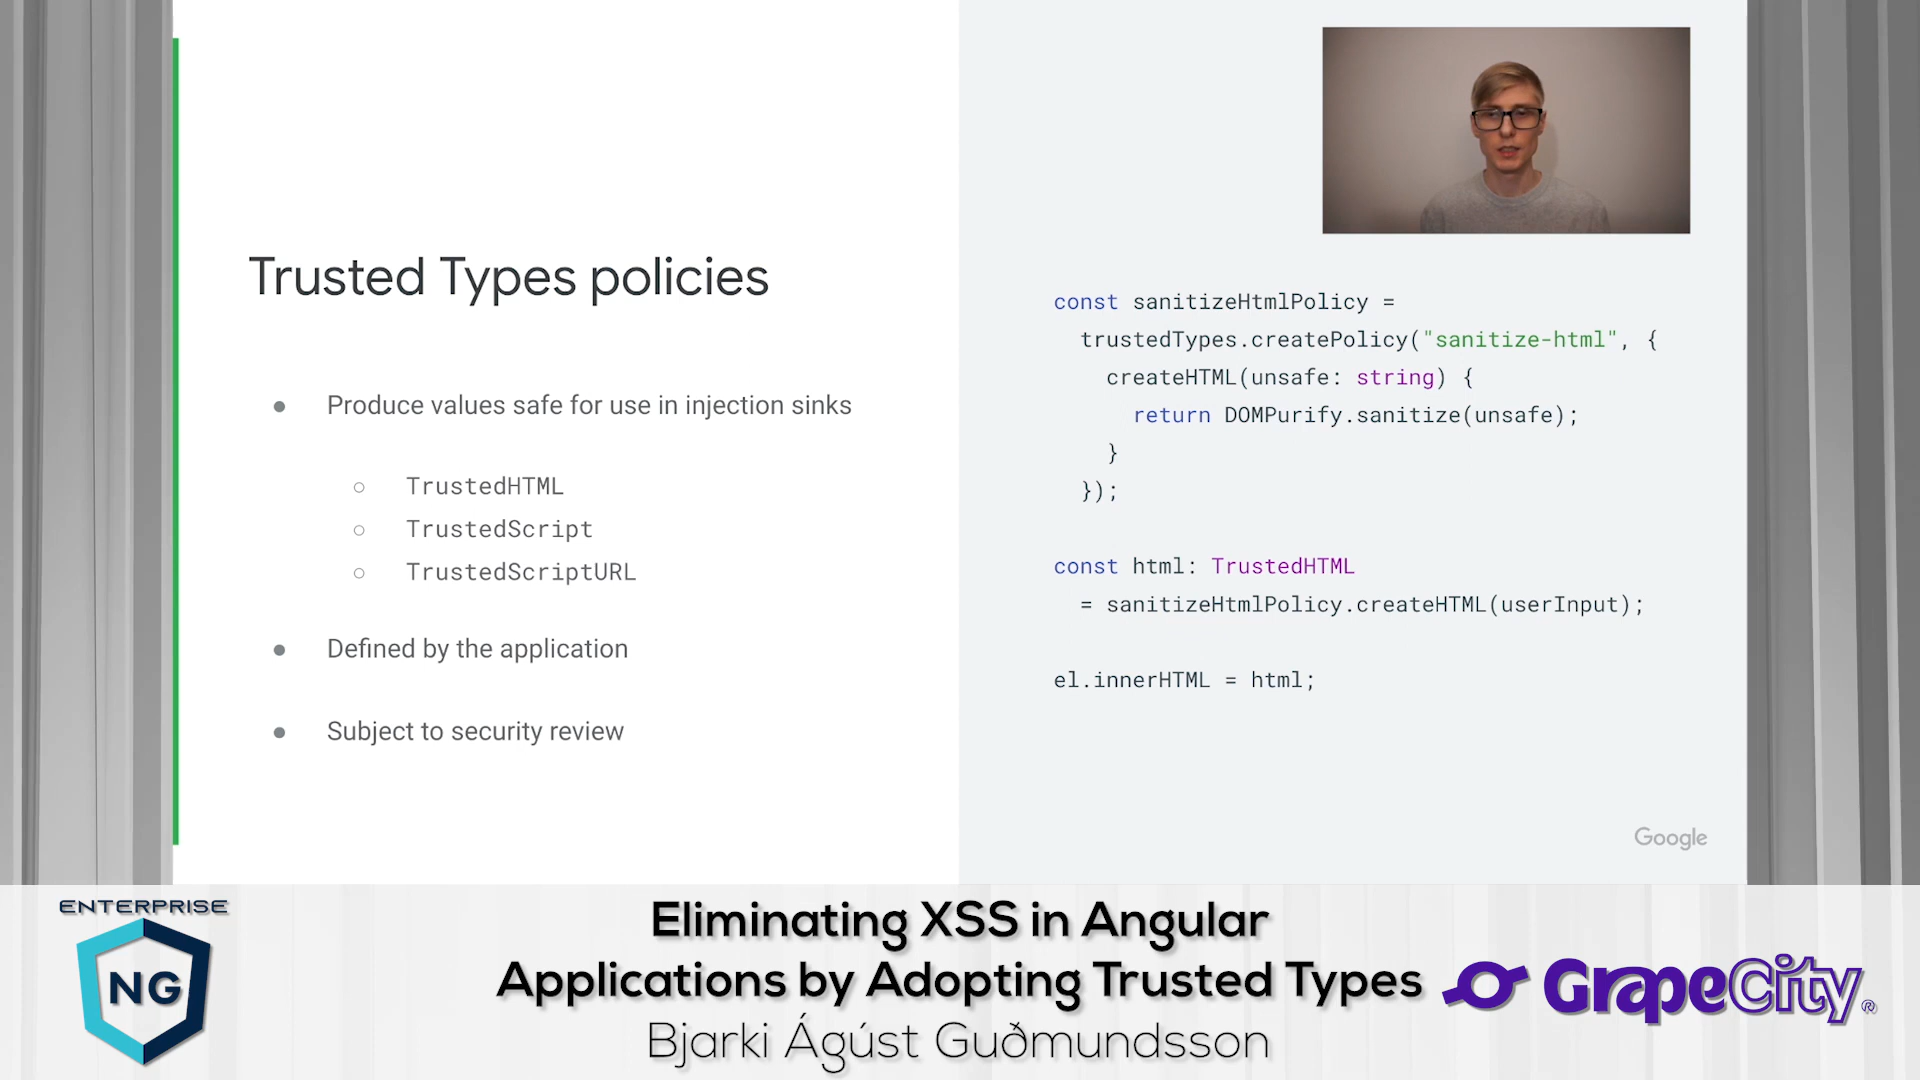 Trusted Types policies
● Produce values safe for use in injection sinks
○ TrustedHTML
○ TrustedScript
○ TrustedScriptURL
● Defined by the application
● Subject to security review
const sanitizeHtmlPolicy =
trustedTypes.createPolicy("sanitize-html", {
createHTML(unsafe: string) {
return DOMPurify.sanitize(unsafe);
}
});
const html: TrustedHTML
= sanitizeHtmlPolicy.createHTML(userInput);
el.innerHTML = html;
Google
ENTERPRISE
NG
Eliminating XSS in Angular
Applications by Adopting Trusted Types
Bjarki Ágúst Guðmundsson
GrapeCity®